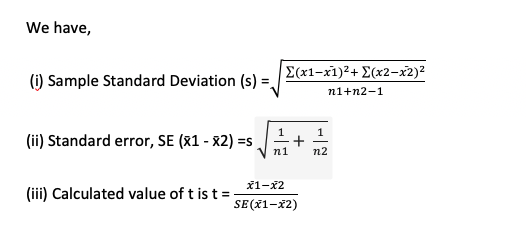 We have,
(i) Sample Standard Deviation (s) = √((Σ(x1−x̄1)²+ Σ(x2−x̄2)²)/(n1+n2−1))
(ii) Standard error, SE (x̄1 - x̄2) =s √(1/n1 + 1/n2)
(iii) Calculated value of t is t = (x̄1−x̄2)/(SE(x̄1−x̄2))